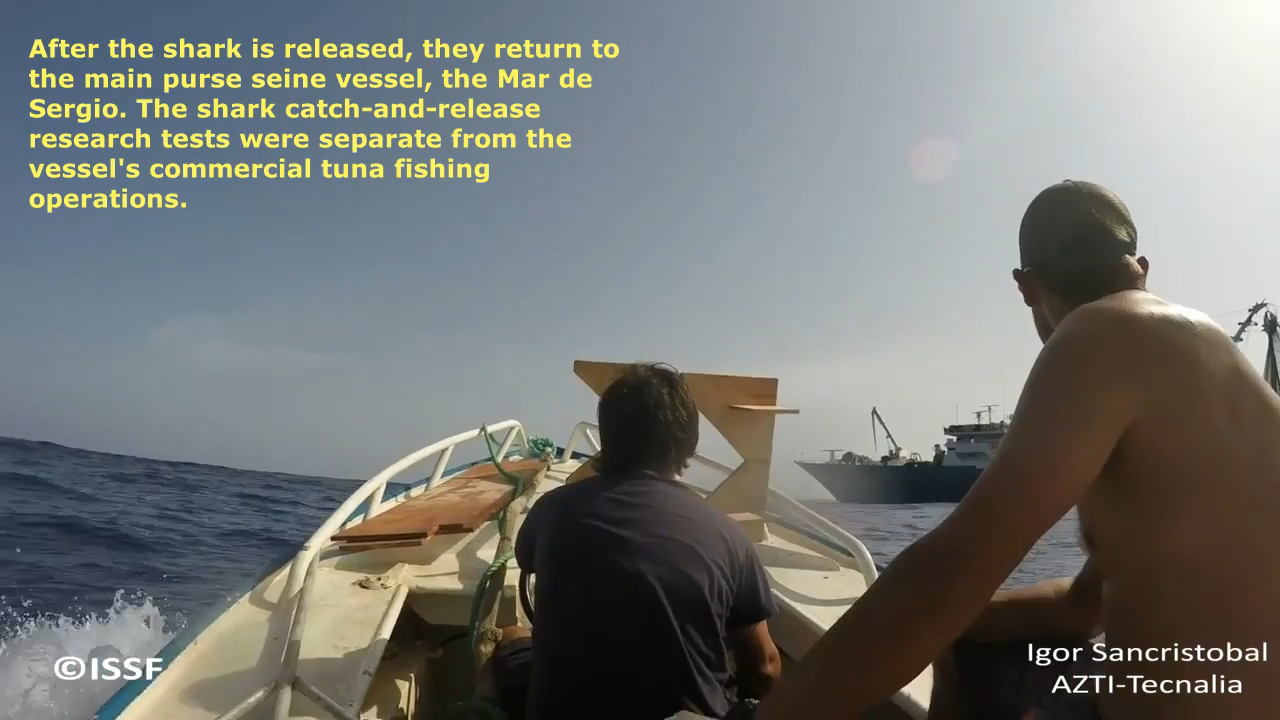 After the shark is released, they return to
the main purse seine vessel, the Mar de
Sergio. The shark catch-and-release
research tests were separate from the
vessel's commercial tuna fishing
operations.
©ISSF
Igor Sancristobal
AZTI-Tecnalia